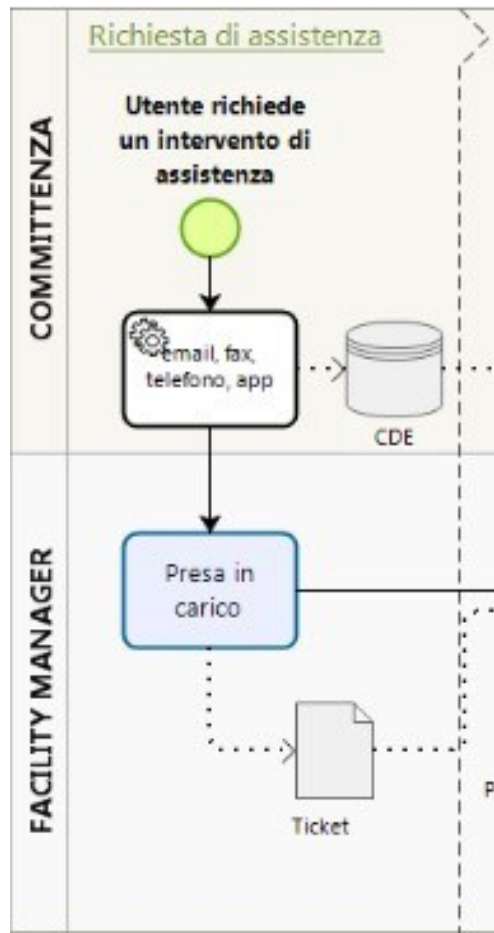 Richiesta di assistenza
COMMITTENZA
Utente richiede
un intervento di
assistenza
email, fax,
telefono, app
CDE
FACILITY MANAGER
Presa in
carico
Ticket
P